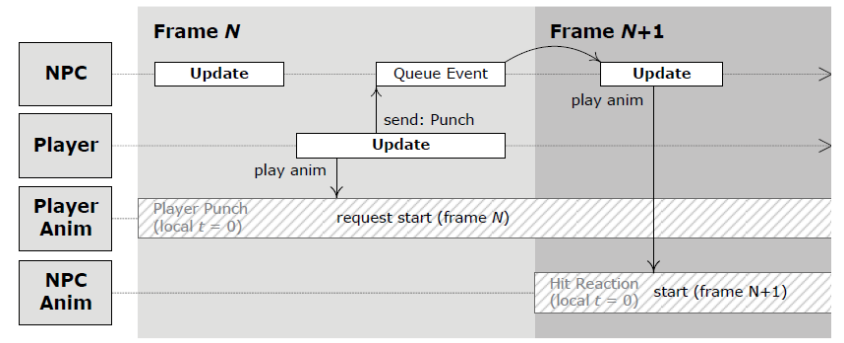 Frame N
Frame N+1
NPC
Update
Queue Event
Update
play anim
send: Punch
Player
Update
play anim
Player
Anim
Player Punch
(local t = 0)
request start (frame N)
NPC
Anim
Hit Reaction
(local t = 0)
start (frame N+1)